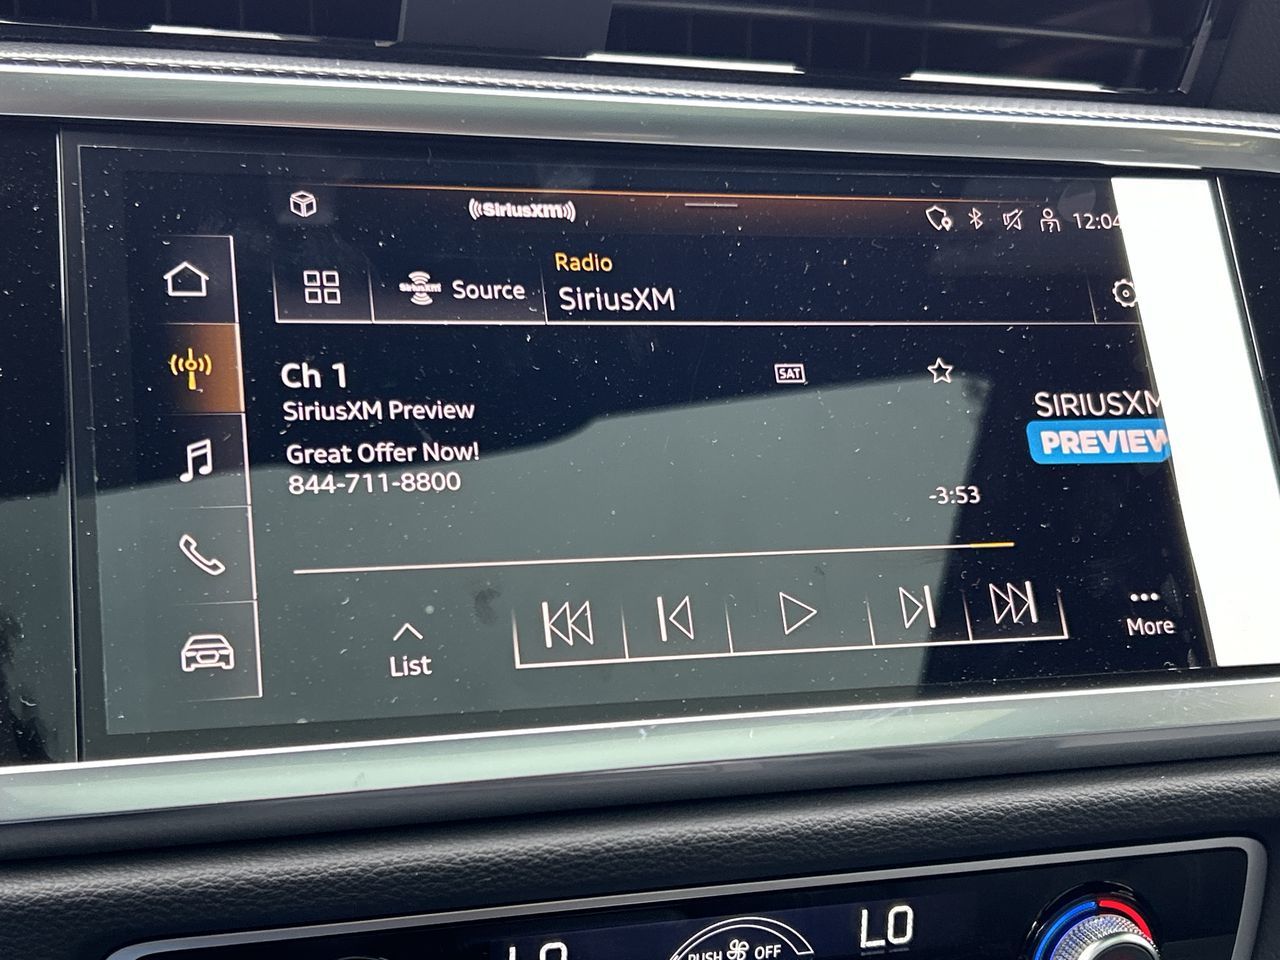 ((SiriusXM))
12:04
SiriusXM
Source
Radio
SiriusXM
Ch 1
SAT
SiriusXM Preview
Great Offer Now!
844-711-8800
SIRIUSXM
PREVIEW
-3:53
List
More
LO
PUSH OFF
LO